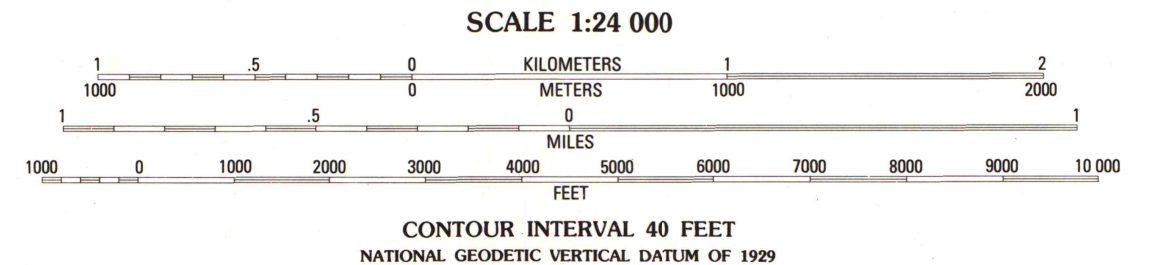 SCALE 1:24 000
1 .5 0 KILOMETERS 1 2
1000 0 METERS 1000 2000
1 .5 0 1
MILES
1000 0 1000 2000 3000 4000 5000 6000 7000 8000 9000 10 000
FEET
CONTOUR INTERVAL 40 FEET
NATIONAL GEODETIC VERTICAL DATUM OF 1929